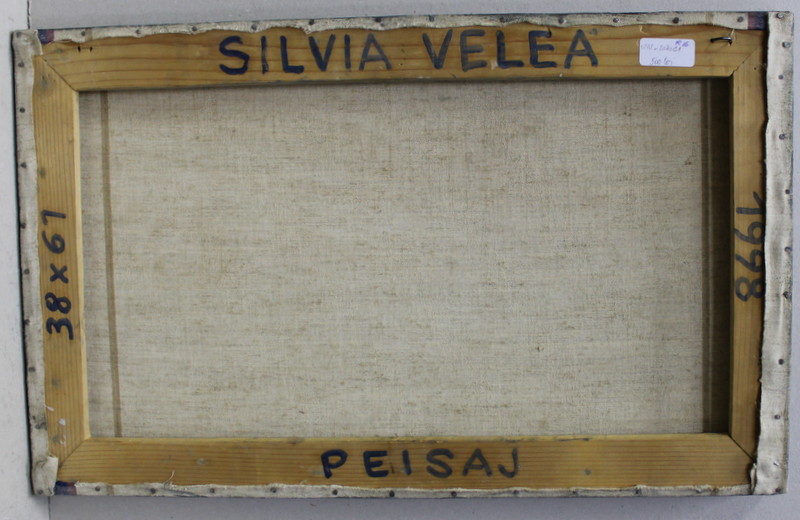 SILVIA VELEA
38 x 61
1998
PEISAJ